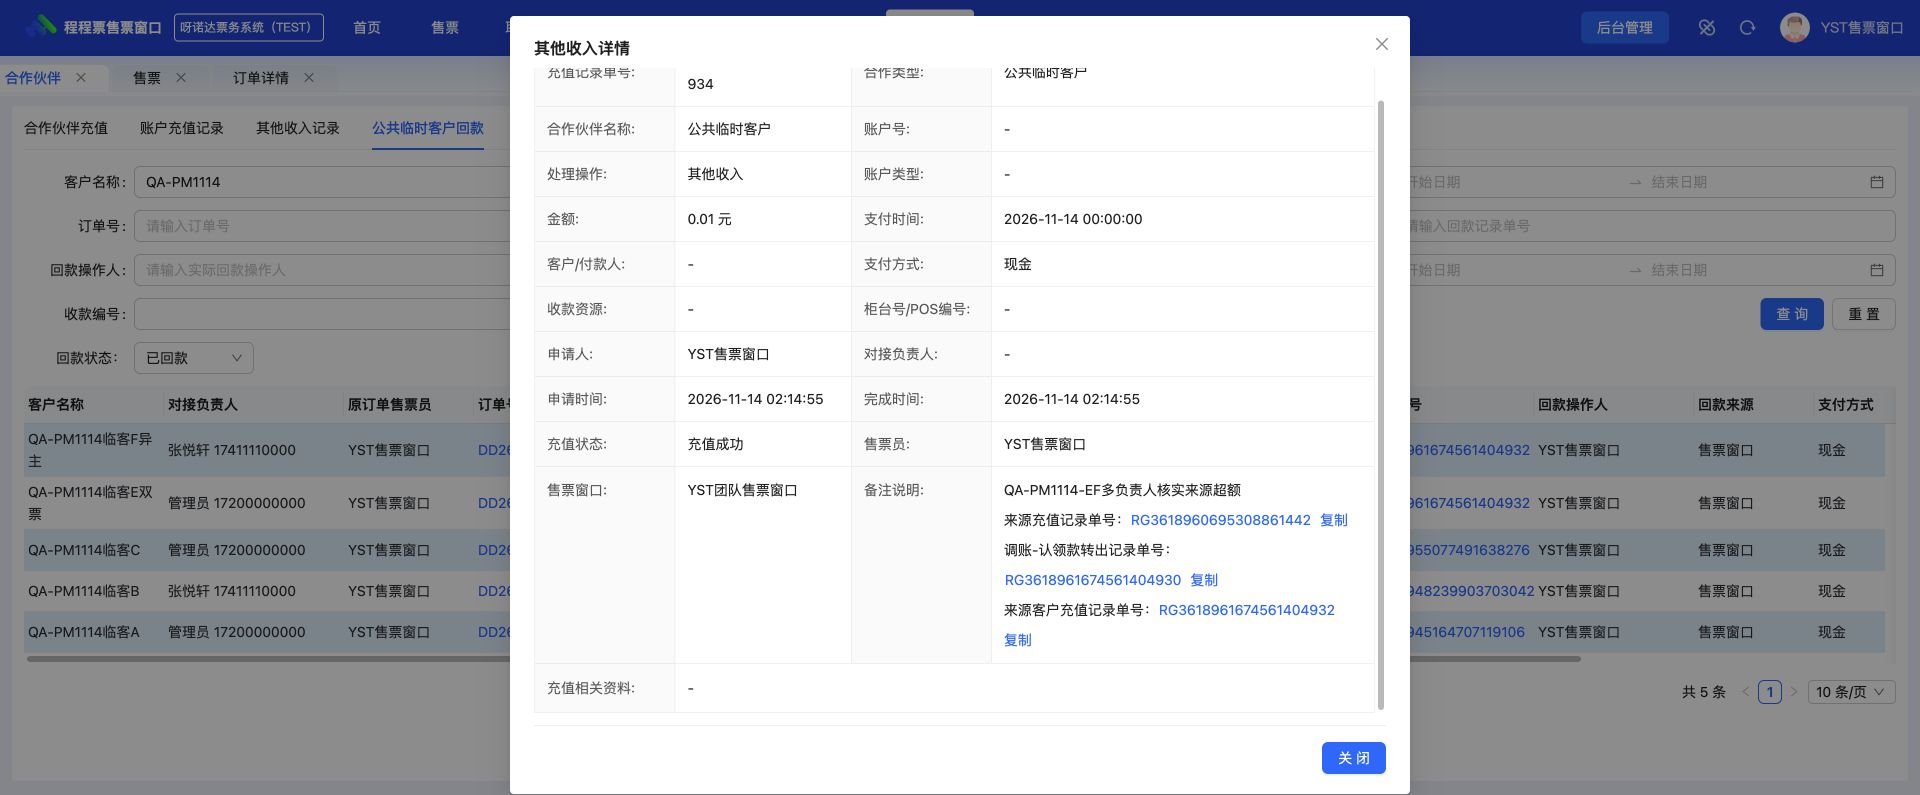 程程票售票窗口
呀诺达票务系统（TEST）
首页
售票
后台管理
YST售票窗口
合作伙伴
售票
订单详情
合作伙伴充值
账户充值记录
其他收入记录
公共临时客户回款
客户名称:
QA-PM1114
订单号:
请输入订单号
回款操作人:
请输入实际回款操作人
收款编号:
回款状态:
已回款
开始日期
结束日期
请输入回款记录单号
开始日期
结束日期
查 询
重 置
客户名称
对接负责人
原订单售票员
订单号
回款操作人
回款来源
支付方式
QA-PM1114临客F异主
张悦轩 17411110000
YST售票窗口
DD26
961674561404932
YST售票窗口
售票窗口
现金
QA-PM1114临客E双票
管理员 17200000000
YST售票窗口
DD26
961674561404932
YST售票窗口
售票窗口
现金
QA-PM1114临客C
管理员 17200000000
YST售票窗口
DD26
955077491638276
YST售票窗口
售票窗口
现金
QA-PM1114临客B
张悦轩 17411110000
YST售票窗口
DD26
948239903703042
YST售票窗口
售票窗口
现金
QA-PM1114临客A
管理员 17200000000
YST售票窗口
DD26
945164707119106
YST售票窗口
售票窗口
现金
共 5 条
1
10 条/页
其他收入详情
充值记录单号:
934
合作类型:
公共临时客户
合作伙伴名称:
公共临时客户
账户号:
-
处理操作:
其他收入
账户类型:
-
金额:
0.01 元
支付时间:
2026-11-14 00:00:00
客户/付款人:
-
支付方式:
现金
收款资源:
-
柜台号/POS编号:
-
申请人:
YST售票窗口
对接负责人:
-
申请时间:
2026-11-14 02:14:55
完成时间:
2026-11-14 02:14:55
充值状态:
充值成功
售票员:
YST售票窗口
售票窗口:
YST团队售票窗口
备注说明:
QA-PM1114-EF多负责人核实来源超额
来源充值记录单号: RG3618960695308861442 复制
调账-认领款转出记录单号:
RG3618961674561404930 复制
来源客户充值记录单号: RG3618961674561404932
复制
充值相关资料:
-
关 闭